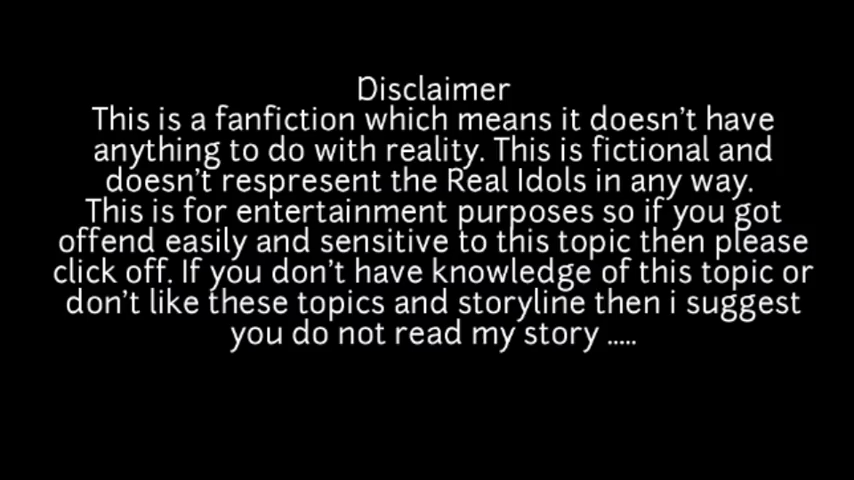 Disclaimer
This is a fanfiction which means it doesn't have
anything to do with reality. This is fictional and
doesn't respresent the Real Idols in any way.
This is for entertainment purposes so if you got
offend easily and sensitive to this topic then please
click off. If you don't have knowledge of this topic or
don't like these topics and storyline then i suggest
you do not read my story .....